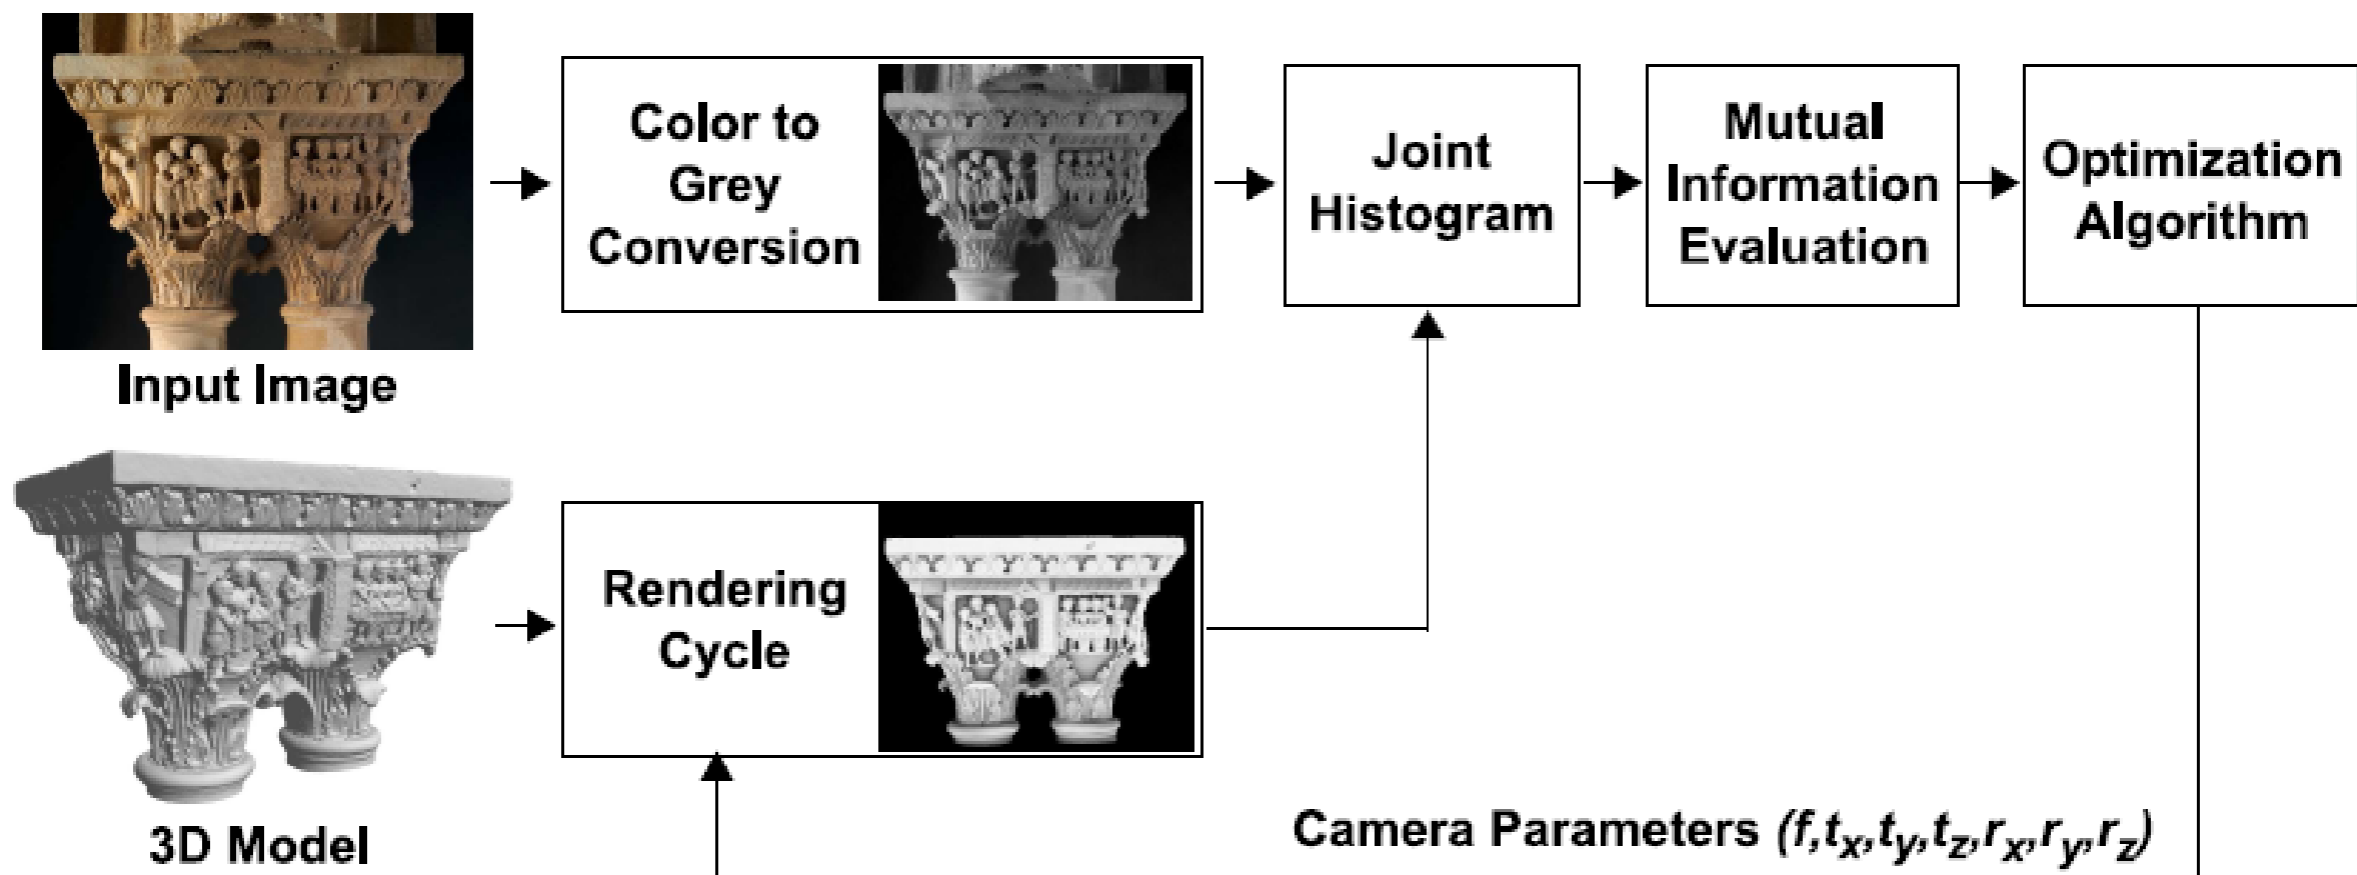 Color to
Grey
Conversion
Joint
Histogram
Mutual
Information
Evaluation
Optimization
Algorithm
Input Image
Rendering
Cycle
3D Model
Camera Parameters (f,tx,ty,tz,rx,ry,rz)